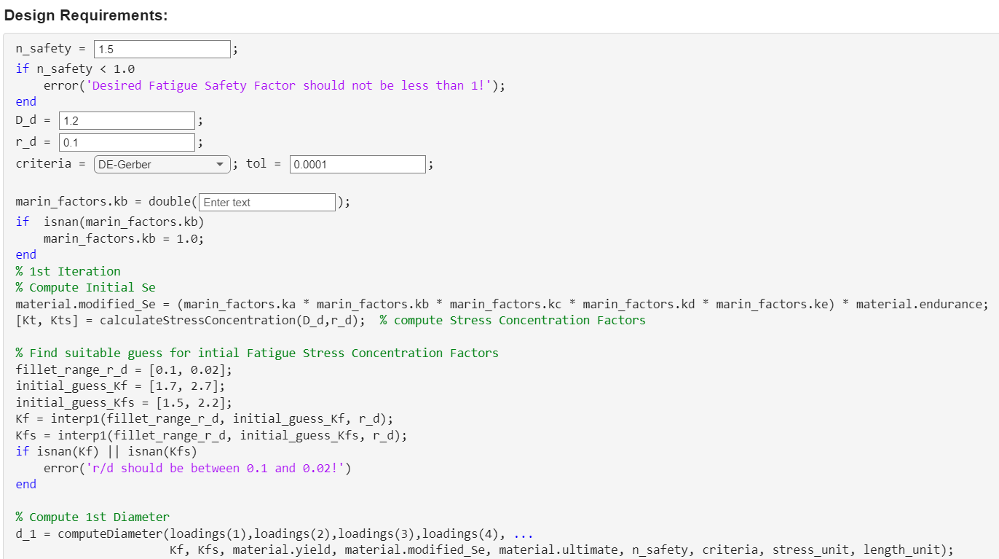 Design Requirements:
n_safety = 1.5;
if n_safety < 1.0
    error('Desired Fatigue Safety Factor should not be less than 1!');
end
D_d = 1.2;
r_d = 0.1;
criteria = DE-Gerber; tol = 0.0001;
marin_factors.kb = double(Enter text);
if  isnan(marin_factors.kb)
    marin_factors.kb = 1.0;
end
% 1st Iteration
% Compute Initial Se
material.modified_Se = (marin_factors.ka * marin_factors.kb * marin_factors.kc * marin_factors.kd * marin_factors.ke) * material.endurance;
[Kt, Kts] = calculateStressConcentration(D_d,r_d);  % compute Stress Concentration Factors
% Find suitable guess for intial Fatigue Stress Concentration Factors
fillet_range_r_d = [0.1, 0.02];
initial_guess_Kf = [1.7, 2.7];
initial_guess_Kfs = [1.5, 2.2];
Kf = interp1(fillet_range_r_d, initial_guess_Kf, r_d);
Kfs = interp1(fillet_range_r_d, initial_guess_Kfs, r_d);
if isnan(Kf) || isnan(Kfs)
    error('r/d should be between 0.1 and 0.02!')
end
% Compute 1st Diameter
d_1 = computeDiameter(loadings(1),loadings(2),loadings(3),loadings(4), ...
                      Kf, Kfs, material.yield, material.modified_Se, material.ultimate, n_safety, criteria, stress_unit, length_unit);